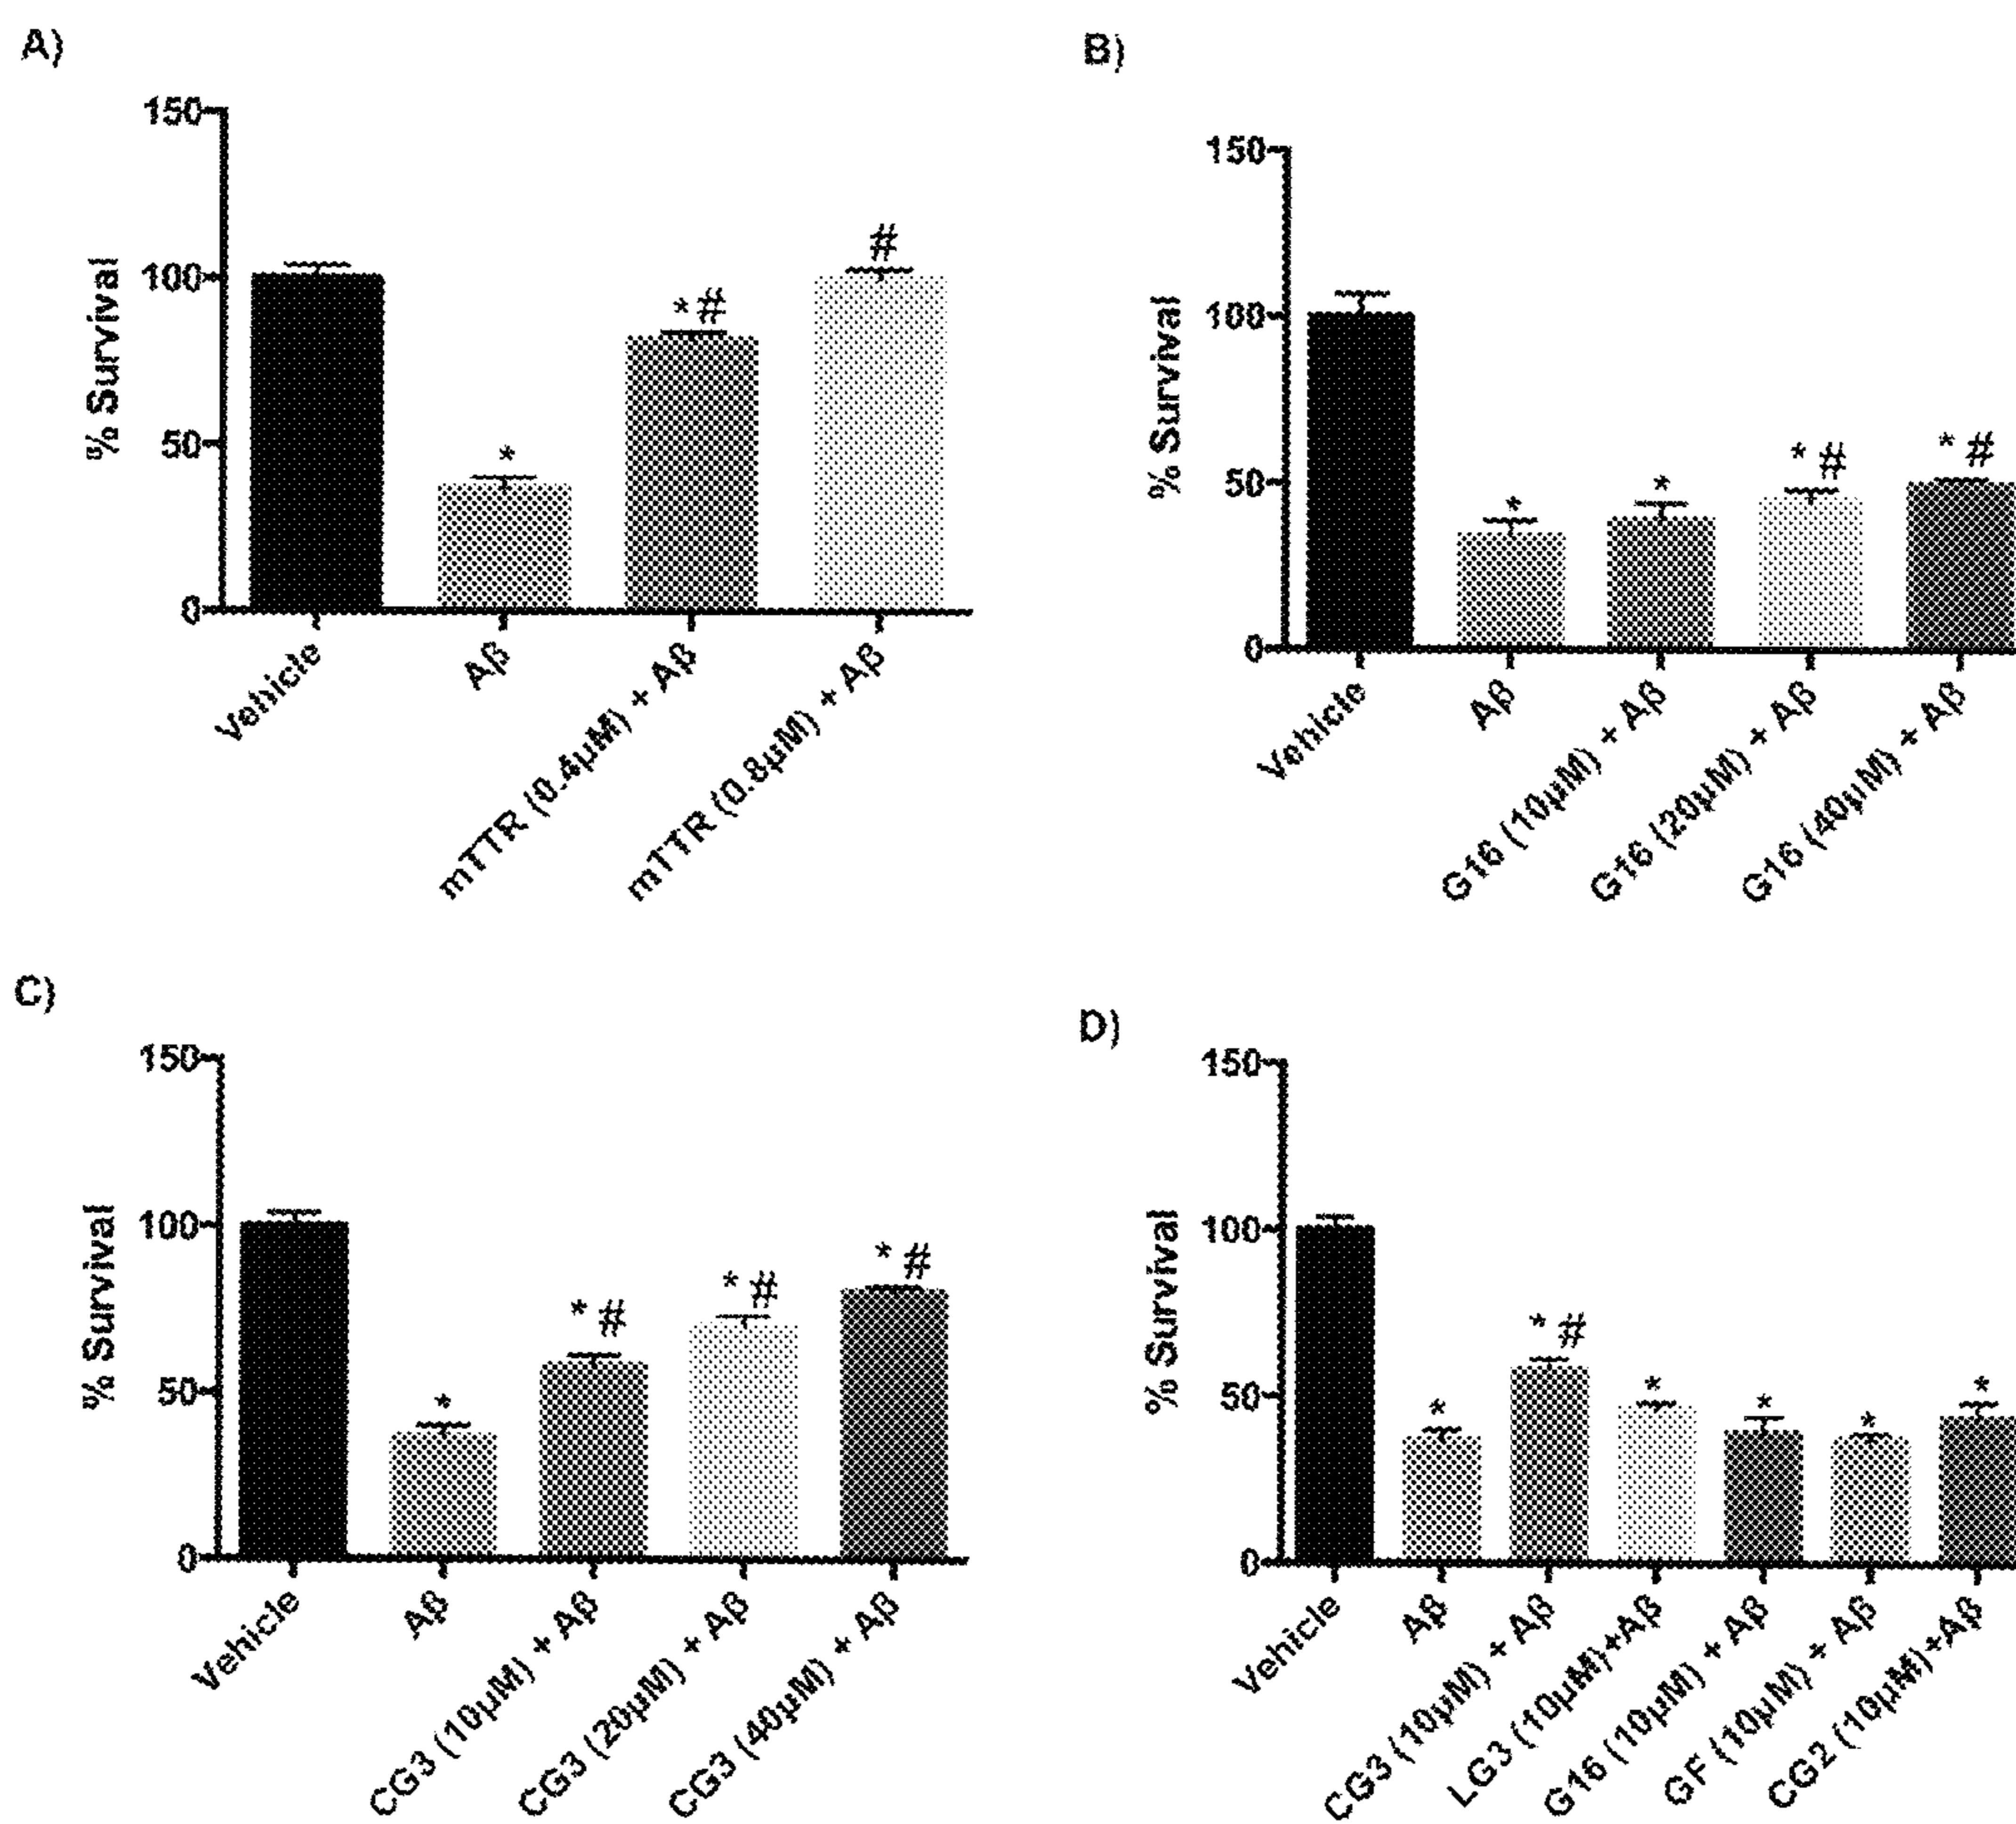 A)
150
100
50
0
% Survival
*
* #
#
Vehicle
Aβ
mTTR (0.4µM) + Aβ
mTTR (0.8µM) + Aβ
B)
150
100
50
0
% Survival
*
*
* #
* #
Vehicle
Aβ
G16 (10µM) + Aβ
G16 (20µM) + Aβ
G16 (40µM) + Aβ
C)
150
100
50
0
% Survival
*
* #
* #
* #
Vehicle
Aβ
CG3 (10µM) + Aβ
CG3 (20µM) + Aβ
CG3 (40µM) + Aβ
D)
150
100
50
0
% Survival
*
* #
*
*
*
*
Vehicle
Aβ
CG3 (10µM) + Aβ
LG3 (10µM)+Aβ
G16 (10µM) + Aβ
GF (10µM) + Aβ
CG2 (10µM)+Aβ